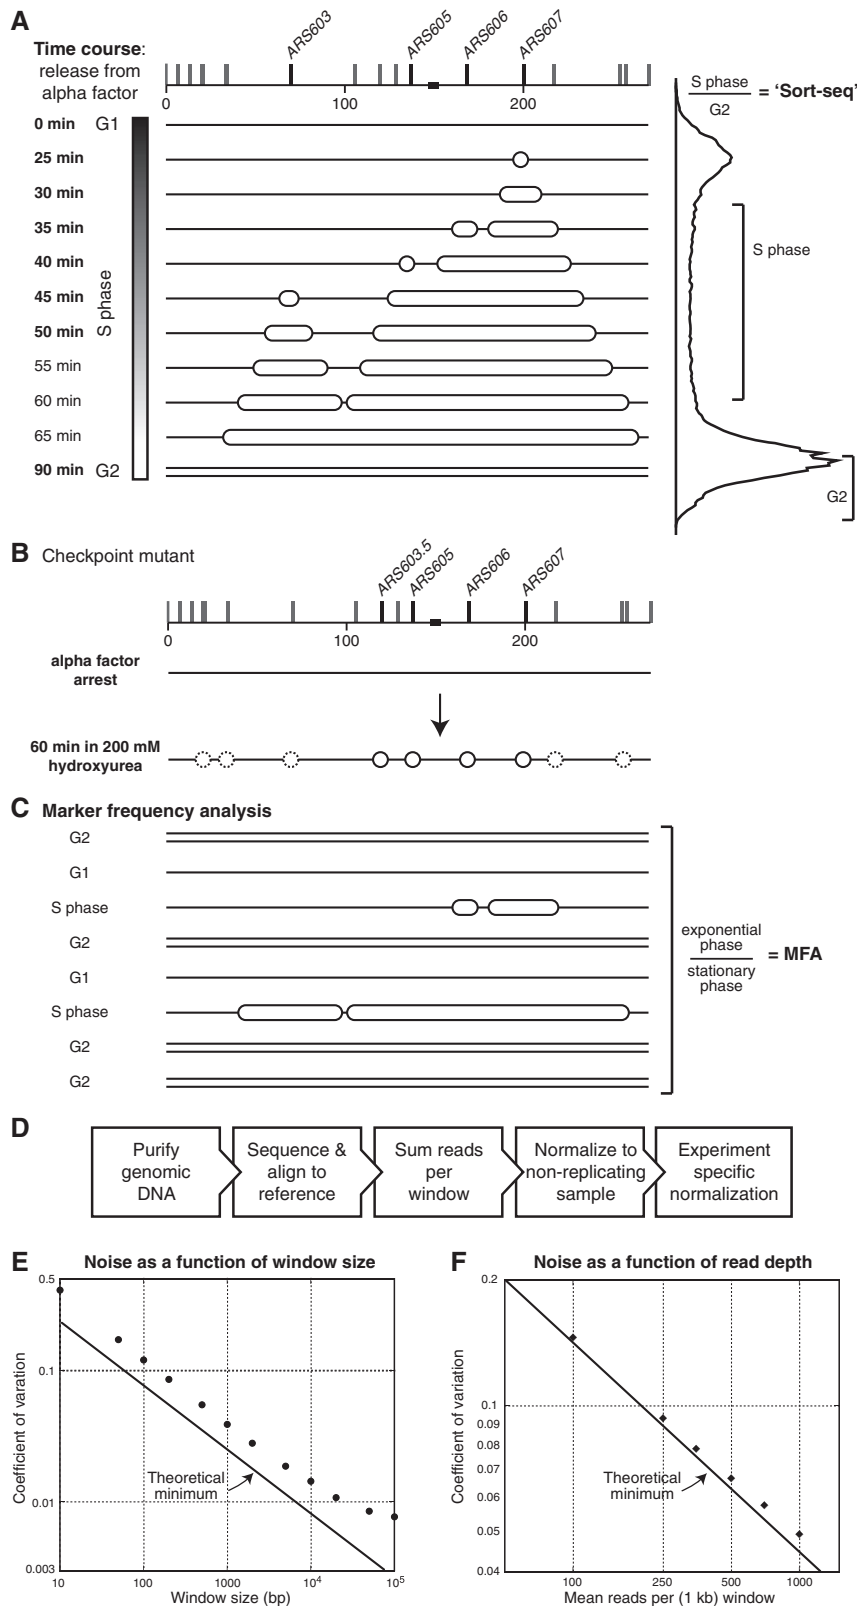 A
Time course:
release from
alpha factor
ARS603
ARS605
ARS606
ARS607
0
100
200
S phase
G2
= 'Sort-seq'
0 min G1
25 min
30 min
35 min
40 min
45 min
50 min
55 min
60 min
65 min
90 min G2
S phase
S phase
G2
B Checkpoint mutant
ARS603.5
ARS605
ARS606
ARS607
0
100
200
alpha factor
arrest
60 min in 200 mM
hydroxyurea
C Marker frequency analysis
G2
G1
S phase
G2
G1
S phase
G2
G2
exponential
phase
stationary
phase
= MFA
D
Purify
genomic
DNA
Sequence &
align to
reference
Sum reads
per
window
Normalize to
non-replicating
sample
Experiment
specific
normalization
E Noise as a function of window size
0.5
0.1
0.01
0.003
Coefficient of varation
Theoretical
minimum
10 100 1000 10⁴ 10⁵
Window size (bp)
F Noise as a function of read depth
0.2
0.1
0.09
0.08
0.07
0.06
0.05
0.04
Coefficient of variation
Theoretical
minimum
100 250 500 1000
Mean reads per (1 kb) window